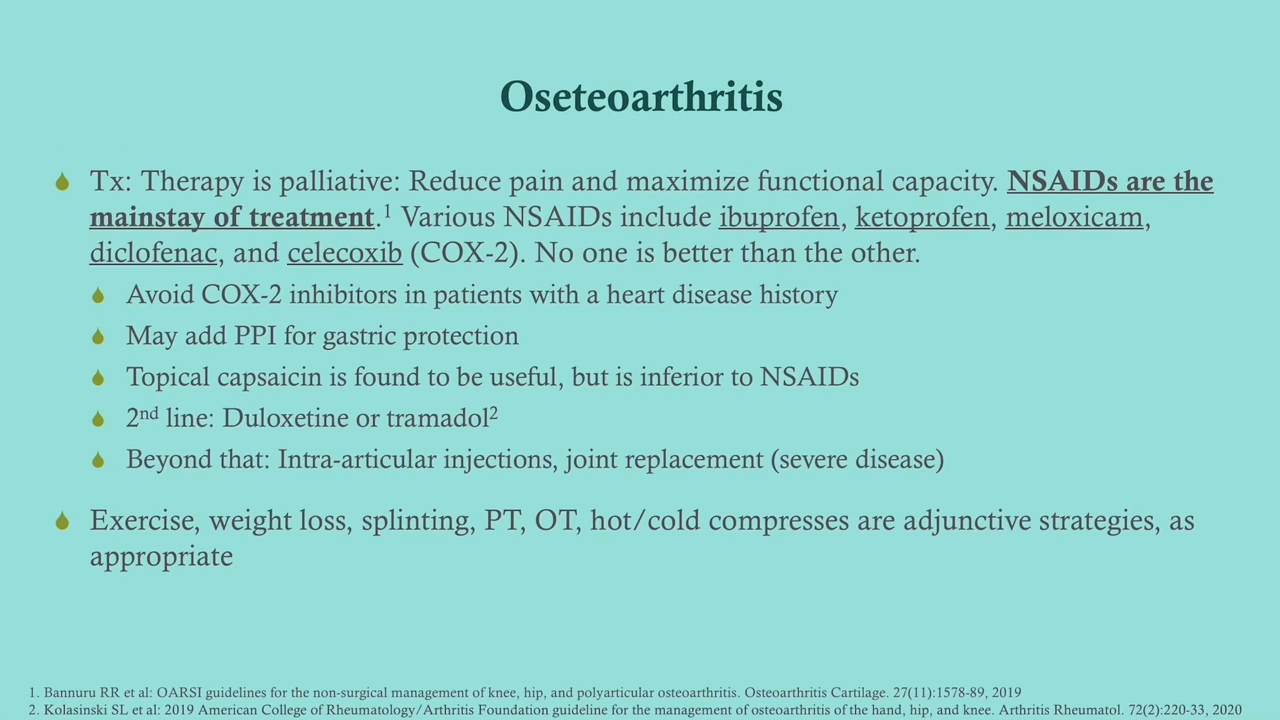 Oseteoarthritis
Tx: Therapy is palliative: Reduce pain and maximize functional capacity. NSAIDs are the
mainstay of treatment.1 Various NSAIDs include ibuprofen, ketoprofen, meloxicam,
diclofenac, and celecoxib (COX-2). No one is better than the other.
Avoid COX-2 inhibitors in patients with a heart disease history
May add PPI for gastric protection
Topical capsaicin is found to be useful, but is inferior to NSAIDs
2nd line: Duloxetine or tramadol2
Beyond that: Intra-articular injections, joint replacement (severe disease)
Exercise, weight loss, splinting, PT, OT, hot/cold compresses are adjunctive strategies, as
appropriate
1. Bannuru RR et al: OARSI guidelines for the non-surgical management of knee, hip, and polyarticular osteoarthritis. Osteoarthritis Cartilage. 27(11):1578-89, 2019
2. Kolasinski SL et al: 2019 American College of Rheumatology/Arthritis Foundation guideline for the management of osteoarthritis of the hand, hip, and knee. Arthritis Rheumatol. 72(2):220-33, 2020